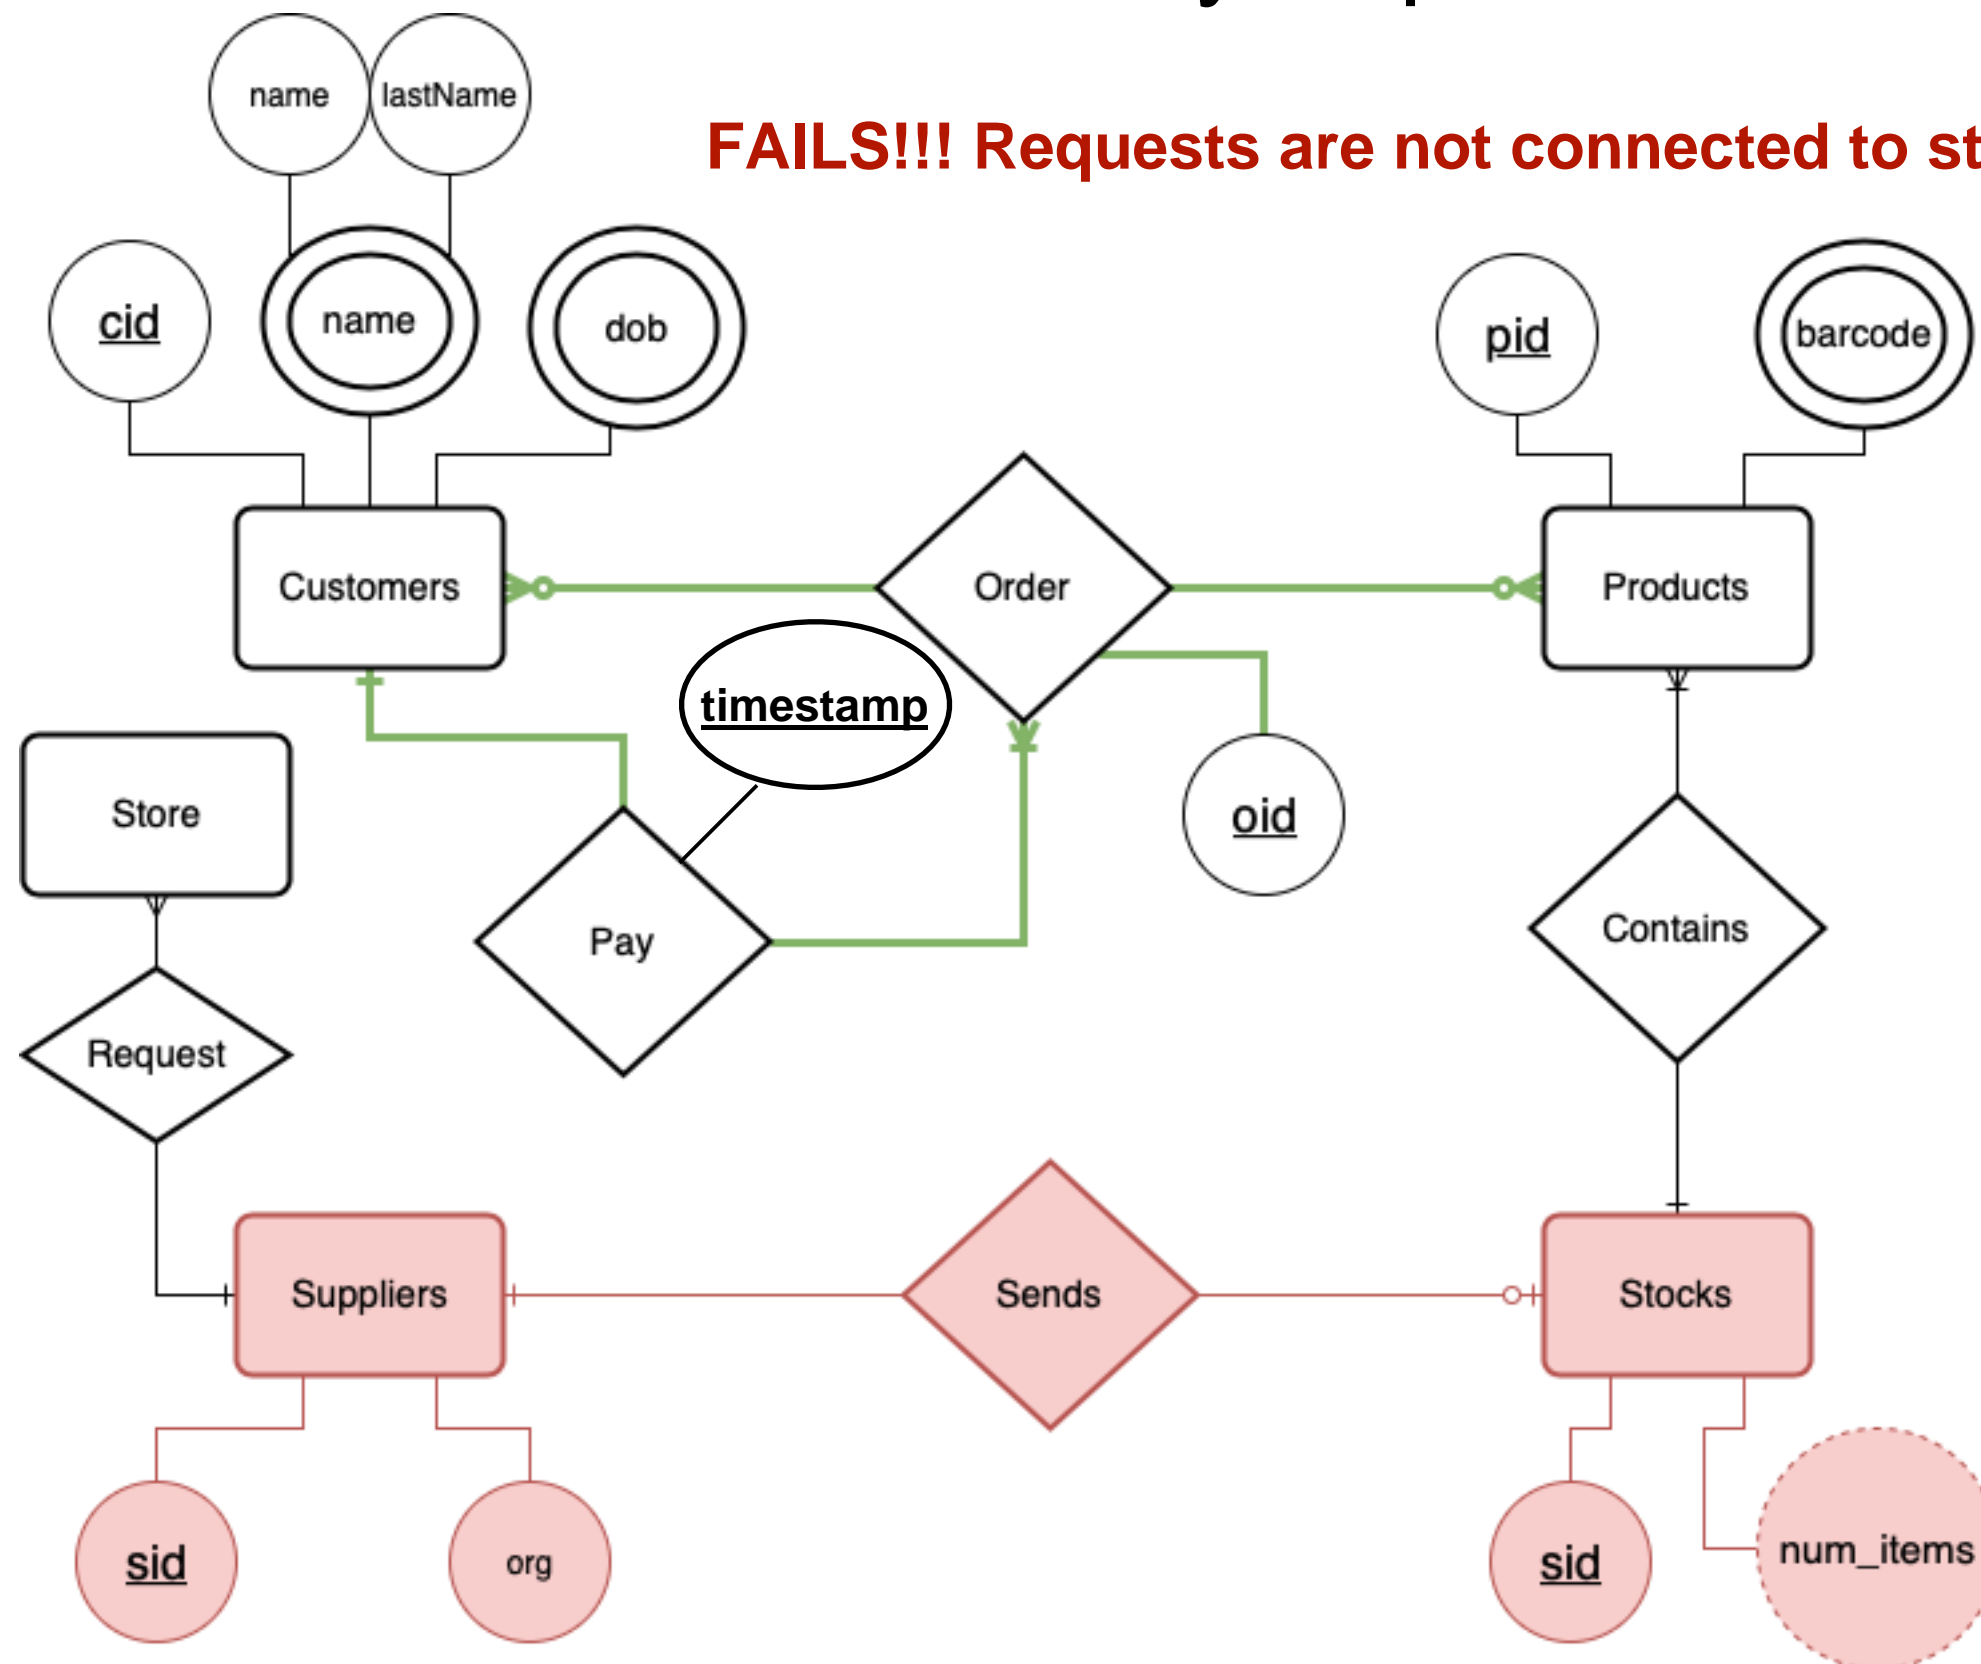 FAILS!!! Requests are not connected to st
name
lastName
cid
name
dob
pid
barcode
Customers
Order
Products
timestamp
Store
oid
Pay
Contains
Request
Suppliers
Sends
Stocks
sid
org
sid
num_items